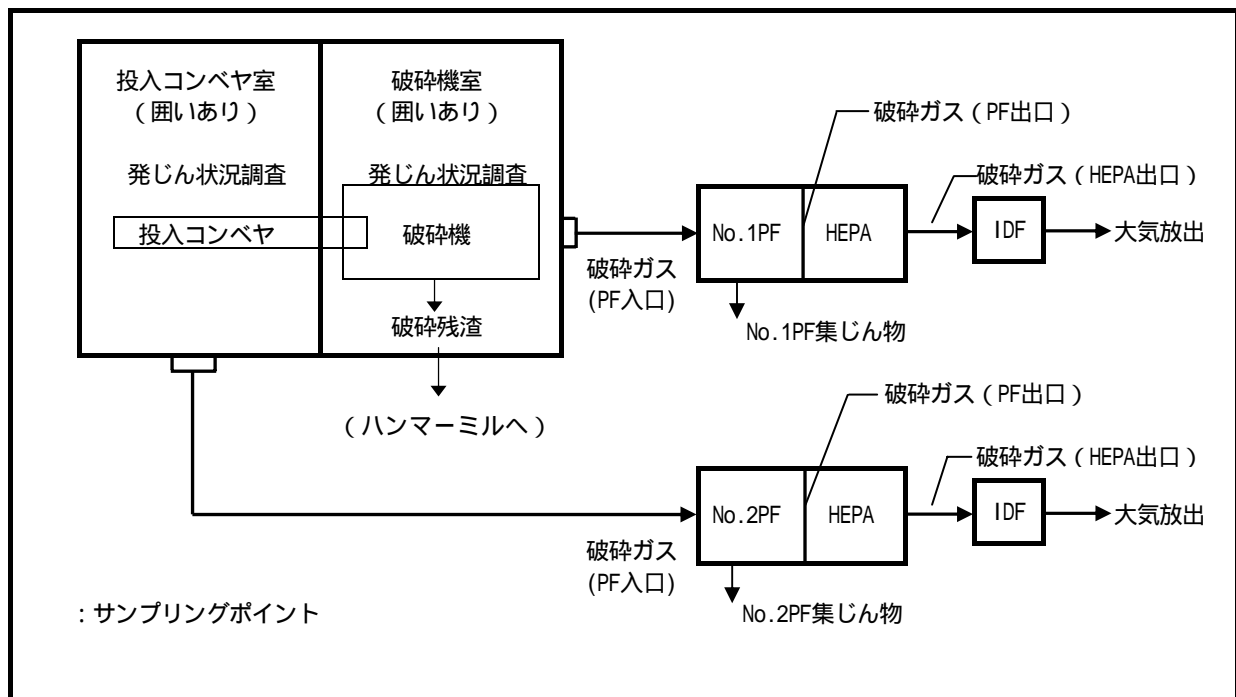 投入コンベヤ室
（囲いあり）
破砕機室
（囲いあり）
発じん状況調査
発じん状況調査
投入コンベヤ
破砕機
破砕残渣
（ハンマーミルへ）
破砕ガス
(PF入口)
No.1PF
HEPA
破砕ガス（PF出口）
破砕ガス（HEPA出口）
IDF
大気放出
No.1PF集じん物
破砕ガス
(PF入口)
No.2PF
HEPA
破砕ガス（PF出口）
破砕ガス（HEPA出口）
IDF
大気放出
No.2PF集じん物
：サンプリングポイント